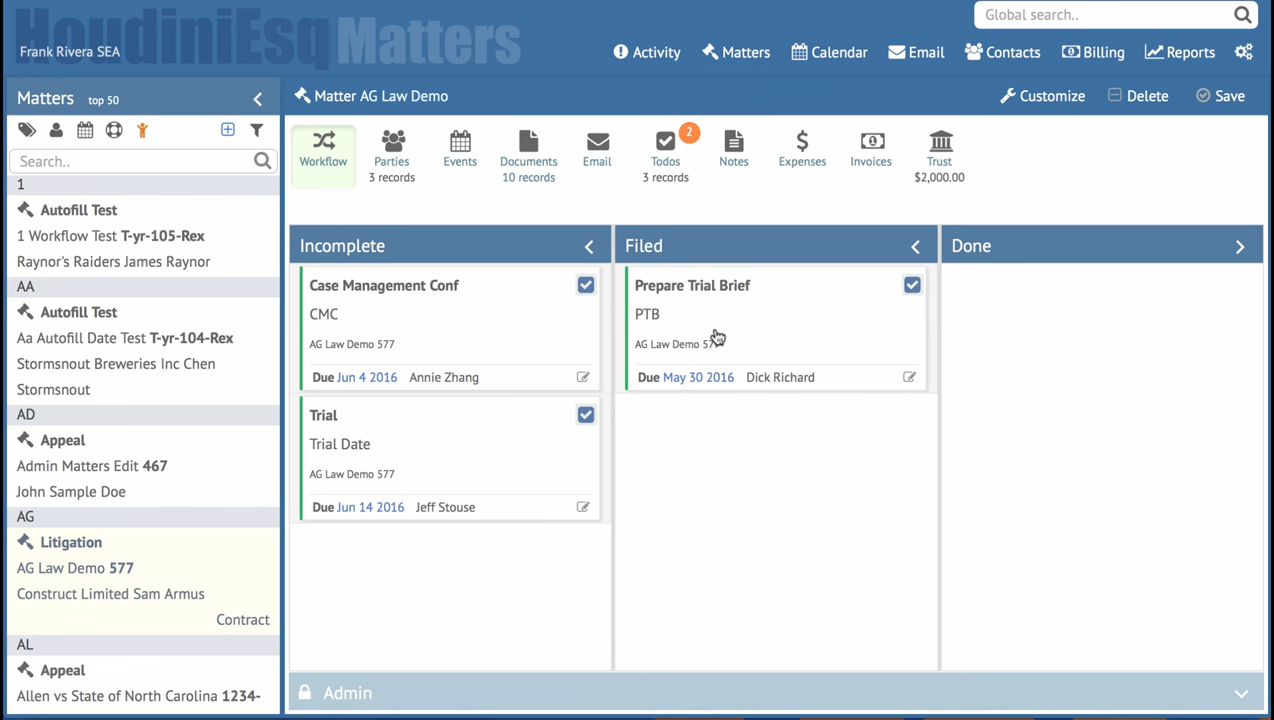 HoudiniEsq Matters
Frank Rivera SEA
Global search..
Activity Matters Calendar Email Contacts Billing Reports
Matters top 50
Search..
1
Autofill Test
1 Workflow Test T-yr-105-Rex
Raynor's Raiders James Raynor
AA
Autofill Test
Aa Autofill Date Test T-yr-104-Rex
Stormsnout Breweries Inc Chen
Stormsnout
AD
Appeal
Admin Matters Edit 467
John Sample Doe
AG
Litigation
AG Law Demo 577
Construct Limited Sam Armus
Contract
AL
Appeal
Allen vs State of North Carolina 1234-
Matter AG Law Demo
Customize Delete Save
Workflow
Parties
3 records
Events
Documents
10 records
Email
2
Todos
3 records
Notes
Expenses
Invoices
Trust
$2,000.00
Incomplete
Case Management Conf
CMC
AG Law Demo 577
Due Jun 4 2016 Annie Zhang
Trial
Trial Date
AG Law Demo 577
Due Jun 14 2016 Jeff Stouse
Filed
Prepare Trial Brief
PTB
AG Law Demo 577
Due May 30 2016 Dick Richard
Done
Admin